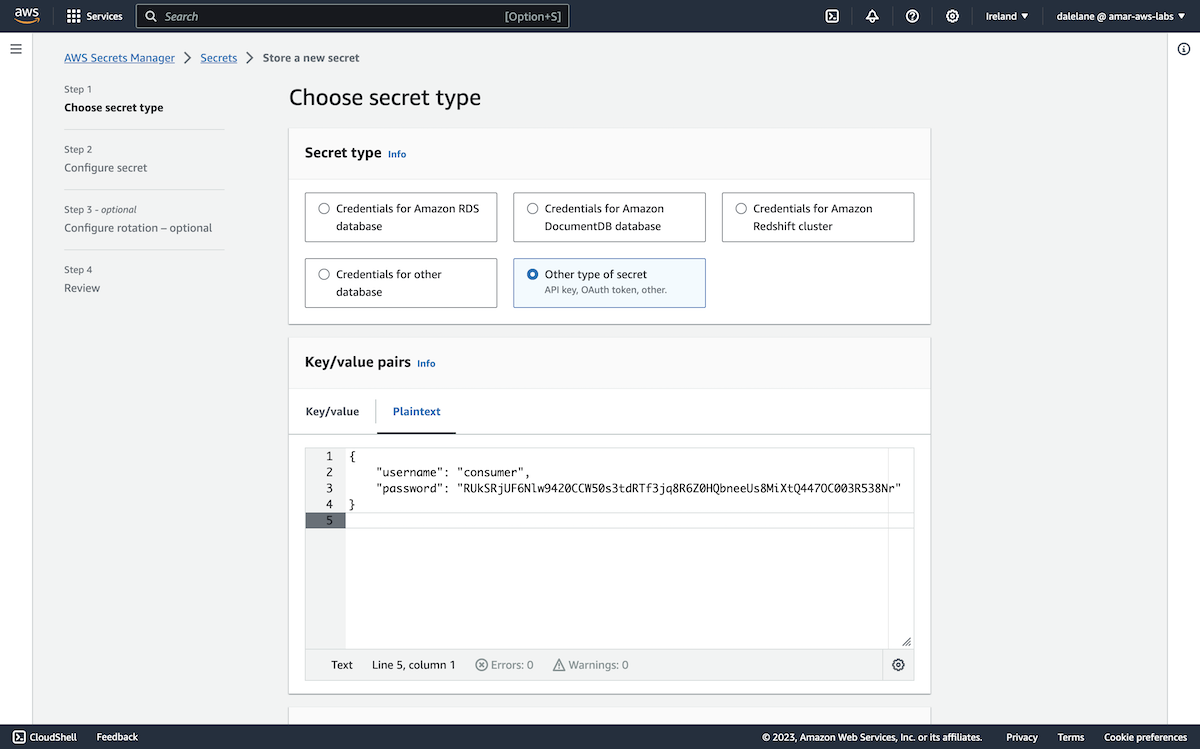 aws Services Search [Option+S] Ireland ▼ dalelane @ amar-aws-labs ▼
AWS Secrets Manager > Secrets > Store a new secret
Step 1
Choose secret type
Step 2
Configure secret
Step 3 - optional
Configure rotation – optional
Step 4
Review
Choose secret type
Secret type Info
Credentials for Amazon RDS
database
Credentials for Amazon
DocumentDB database
Credentials for Amazon
Redshift cluster
Credentials for other
database
Other type of secret
API key, OAuth token, other.
Key/value pairs Info
Key/value Plaintext
1 {
2 "username": "consumer",
3 "password": "RUkSRjUF6Nlw942OCCW50s3tdRTf3jq8R6Z0HQbneeUs8MiXtQ447OC003R538Nr"
4 }
5
Text Line 5, column 1 Errors: 0 Warnings: 0
CloudShell Feedback © 2023, Amazon Web Services, Inc. or its affiliates. Privacy Terms Cookie preferences